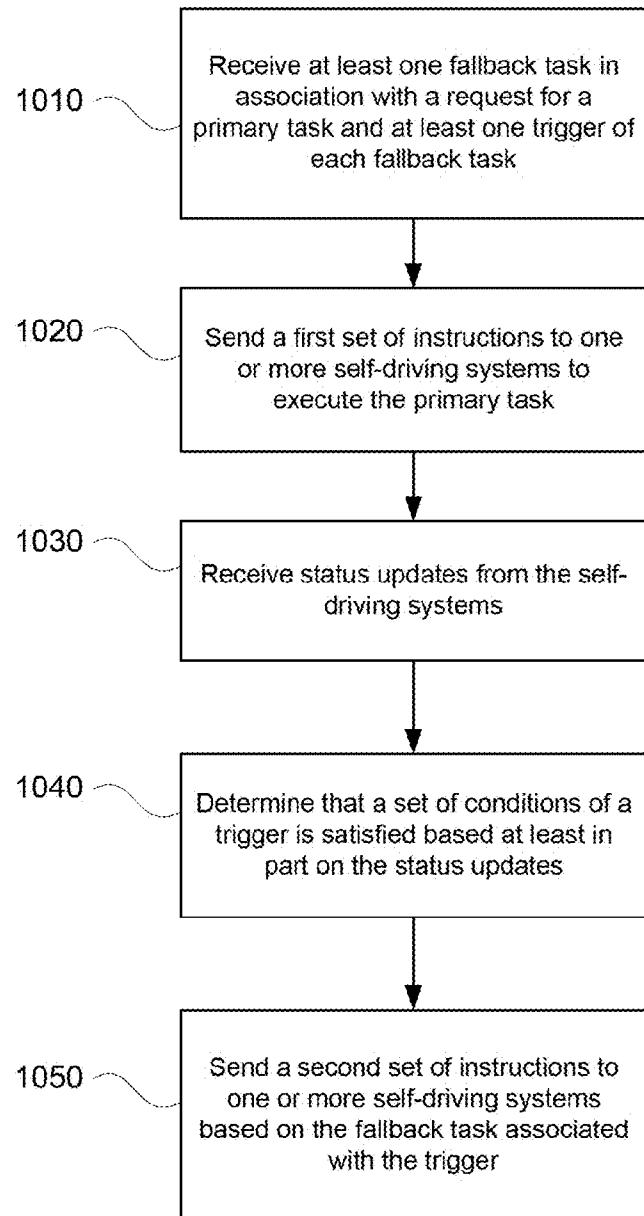 1010
Receive at least one fallback task in
association with a request for a
primary task and at least one trigger of
each fallback task
1020
Send a first set of instructions to one
or more self-driving systems to
execute the primary task
1030
Receive status updates from the self-
driving systems
1040
Determine that a set of conditions of a
trigger is satisfied based at least in
part on the status updates
1050
Send a second set of instructions to
one or more self-driving systems
based on the fallback task associated
with the trigger